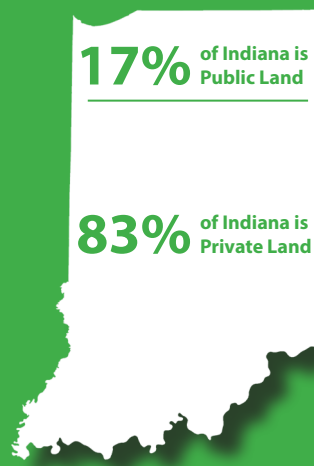 17% of Indiana is
Public Land
83% of Indiana is
Private Land